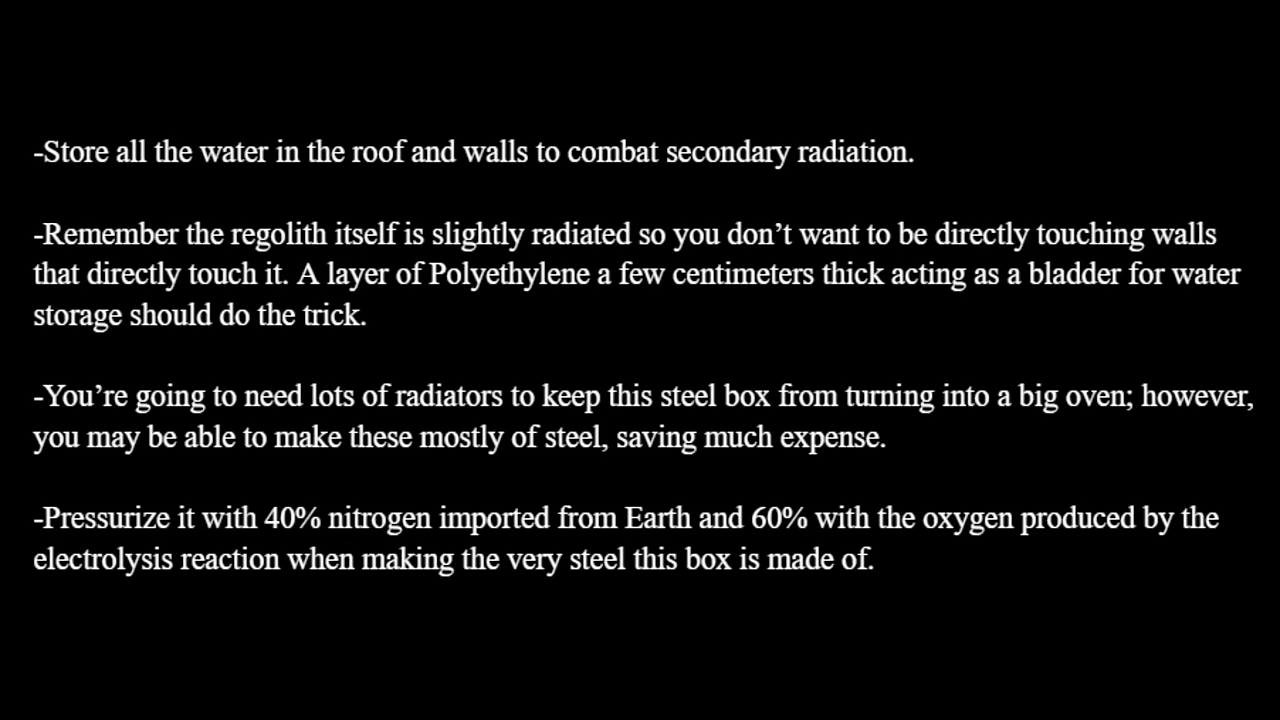 -Store all the water in the roof and walls to combat secondary radiation.
-Remember the regolith itself is slightly radiated so you don’t want to be directly touching walls
that directly touch it. A layer of Polyethylene a few centimeters thick acting as a bladder for water
storage should do the trick.
-You’re going to need lots of radiators to keep this steel box from turning into a big oven; however,
you may be able to make these mostly of steel, saving much expense.
-Pressurize it with 40% nitrogen imported from Earth and 60% with the oxygen produced by the
electrolysis reaction when making the very steel this box is made of.